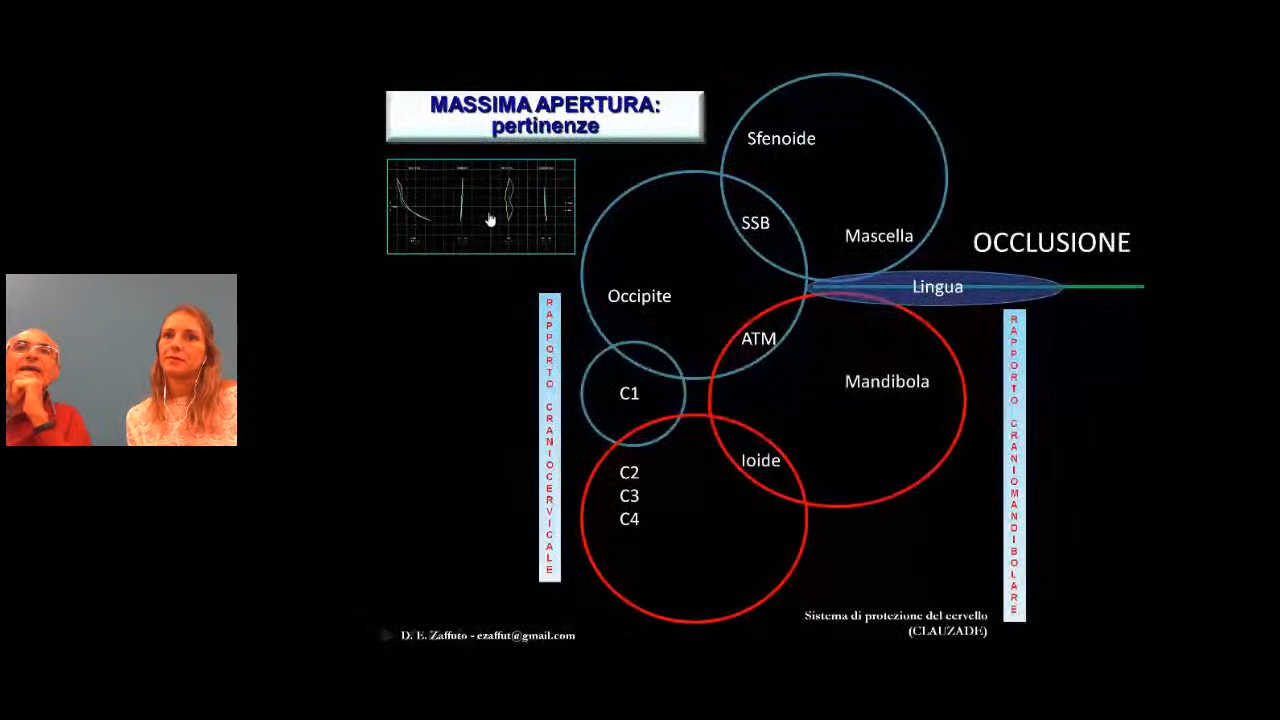 MASSIMA APERTURA:
pertinenze
Sfenoide
SSB
Mascella
OCCLUSIONE
Lingua
Occipite
ATM
Mandibola
C1
Ioide
C2
C3
C4
RAPPORTO CRANIOCERVICALE
RAPPORTO CRANIOMANDIBOLARE
Sistema di protezione del cervello
(CLAUZADE)
D. E. Zaffuto - ezaffut@gmail.com